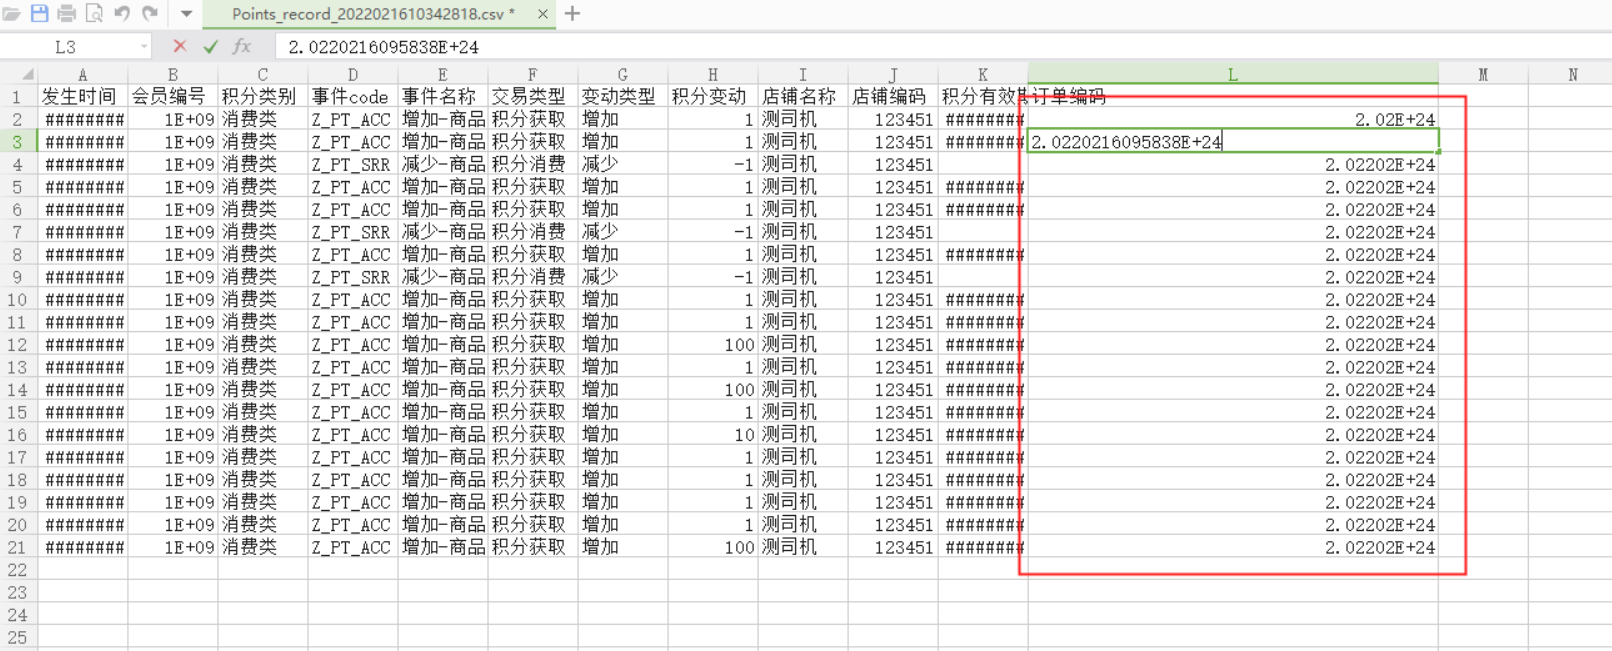 Points_record_2022021610342818.csv * × +
L3 × ✓ fx 2.0220216095838E+24
A B C D E F G H I J K L M N
1 发生时间 会员编号 积分类别 事件code 事件名称 交易类型 变动类型 积分变动 店铺名称 店铺编码 积分有效 订单编码
2 ######## 1E+09 消费类 Z_PT_ACC 增加-商品 积分获取 增加 1 测司机 123451 ######## 2.02E+24
3 ######## 1E+09 消费类 Z_PT_ACC 增加-商品 积分获取 增加 1 测司机 123451 ######## 2.0220216095838E+24
4 ######## 1E+09 消费类 Z_PT_SRR 减少-商品 积分消费 减少 -1 测司机 123451 2.02202E+24
5 ######## 1E+09 消费类 Z_PT_ACC 增加-商品 积分获取 增加 1 测司机 123451 ######## 2.02202E+24
6 ######## 1E+09 消费类 Z_PT_ACC 增加-商品 积分获取 增加 1 测司机 123451 ######## 2.02202E+24
7 ######## 1E+09 消费类 Z_PT_SRR 减少-商品 积分消费 减少 -1 测司机 123451 2.02202E+24
8 ######## 1E+09 消费类 Z_PT_ACC 增加-商品 积分获取 增加 1 测司机 123451 ######## 2.02202E+24
9 ######## 1E+09 消费类 Z_PT_SRR 减少-商品 积分消费 减少 -1 测司机 123451 2.02202E+24
10 ######## 1E+09 消费类 Z_PT_ACC 增加-商品 积分获取 增加 1 测司机 123451 ######## 2.02202E+24
11 ######## 1E+09 消费类 Z_PT_ACC 增加-商品 积分获取 增加 1 测司机 123451 ######## 2.02202E+24
12 ######## 1E+09 消费类 Z_PT_ACC 增加-商品 积分获取 增加 100 测司机 123451 ######## 2.02202E+24
13 ######## 1E+09 消费类 Z_PT_ACC 增加-商品 积分获取 增加 1 测司机 123451 ######## 2.02202E+24
14 ######## 1E+09 消费类 Z_PT_ACC 增加-商品 积分获取 增加 100 测司机 123451 ######## 2.02202E+24
15 ######## 1E+09 消费类 Z_PT_ACC 增加-商品 积分获取 增加 1 测司机 123451 ######## 2.02202E+24
16 ######## 1E+09 消费类 Z_PT_ACC 增加-商品 积分获取 增加 10 测司机 123451 ######## 2.02202E+24
17 ######## 1E+09 消费类 Z_PT_ACC 增加-商品 积分获取 增加 1 测司机 123451 ######## 2.02202E+24
18 ######## 1E+09 消费类 Z_PT_ACC 增加-商品 积分获取 增加 1 测司机 123451 ######## 2.02202E+24
19 ######## 1E+09 消费类 Z_PT_ACC 增加-商品 积分获取 增加 1 测司机 123451 ######## 2.02202E+24
20 ######## 1E+09 消费类 Z_PT_ACC 增加-商品 积分获取 增加 1 测司机 123451 ######## 2.02202E+24
21 ######## 1E+09 消费类 Z_PT_ACC 增加-商品 积分获取 增加 100 测司机 123451 ######## 2.02202E+24
22
23
24
25